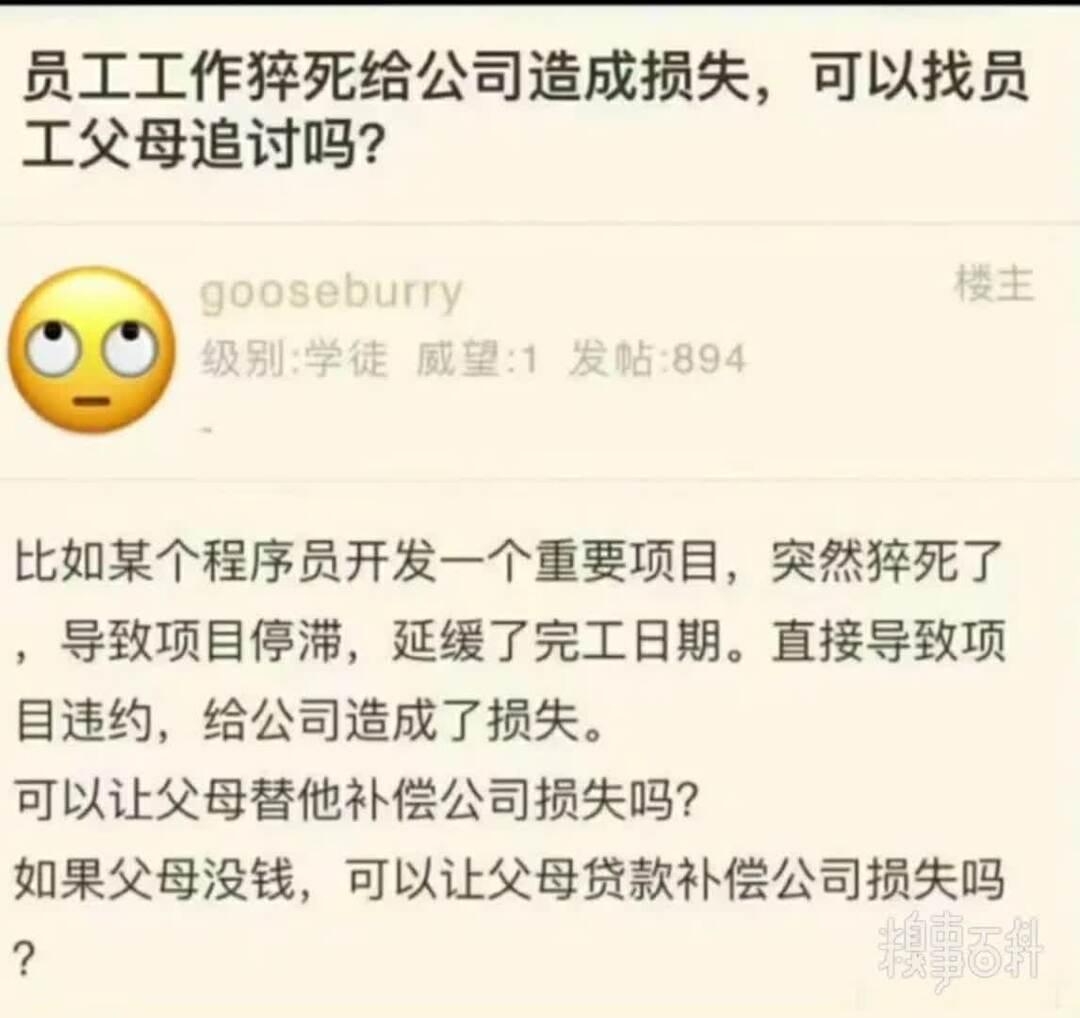 员工工作猝死给公司造成损失，可以找员
工父母追讨吗？
gooseburry
楼主
级别:学徒 威望:1 发帖:894
-
比如某个程序员开发一个重要项目，突然猝死了
，导致项目停滞，延缓了完工日期。直接导致项
目违约，给公司造成了损失。
可以让父母替他补偿公司损失吗？
如果父母没钱，可以让父母贷款补偿公司损失吗
？
糗事百科